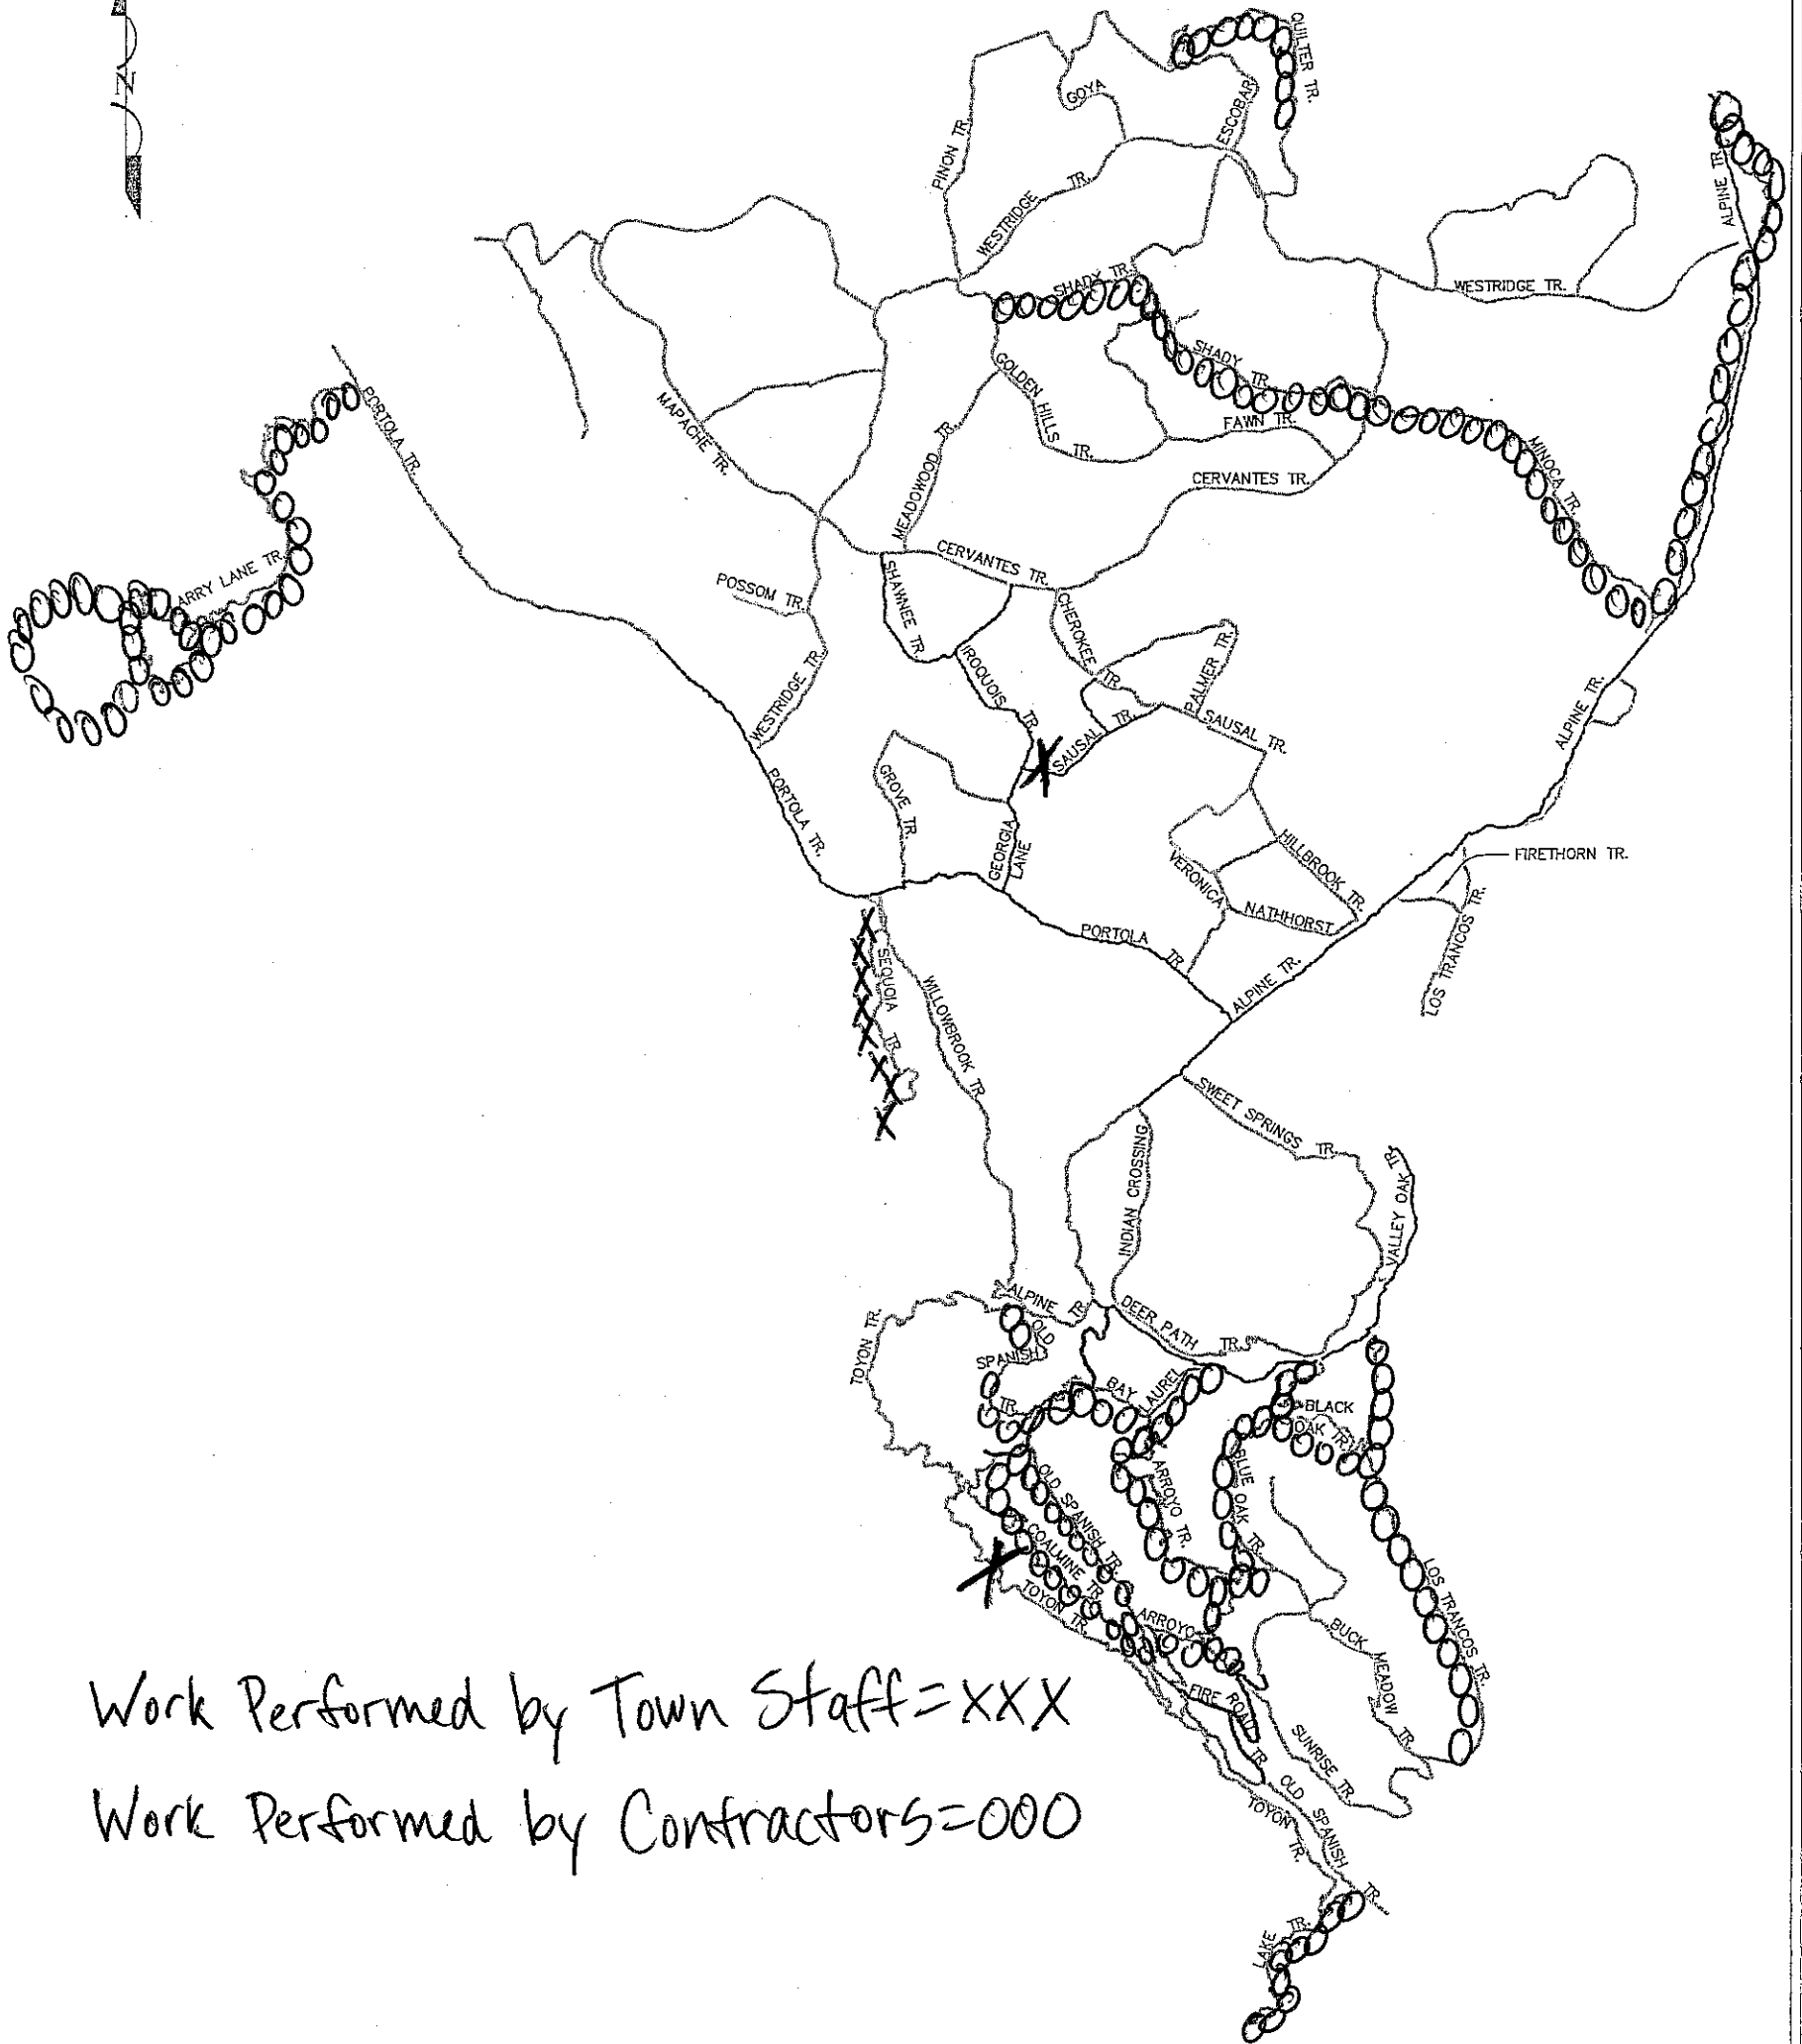 N
QUILTER TR.
GOYA
ESCOBAR
PINON TR.
WESTRIDGE TR.
ALPINE TR.
SHADY TR.
WESTRIDGE TR.
SHADY TR.
GOLDEN HILLS TR.
PORTOLA TR.
MAPACHE TR.
MEADOWOOD TR.
FAWN TR.
MINOCA TR.
CERVANTES TR.
CERVANTES TR.
ARRY LANE TR.
SHAWNEE TR.
POSSOM TR.
CHEROKEE TR.
IROQUOIS TR.
PALMER TR.
WESTRIDGE TR.
SAUSAL TR.
SAUSAL TR.
ALPINE TR.
PORTOLA TR.
GROVE TR.
GEORGIA LANE
HILLBROOK TR.
VERONICA
FIRETHORN TR.
NATHHORST
LOS TRANCOS TR.
PORTOLA TR.
SEQUOIA TR.
WILLOWBROOK TR.
ALPINE TR.
SWEET SPRINGS TR.
INDIAN CROSSING
VALLEY OAK TR.
ALPINE TR.
DEER PATH TR.
TOYON TR.
OLD SPANISH TR.
BAY LAUREL
BLACK OAK TR.
BLUE OAK TR.
ARROYO TR.
OLD SPANISH TR.
COALMINE TR.
TOYON TR.
ARROYO
LOS TRANCOS TR.
BUCK MEADOW TR.
FIRE ROAD TR.
SUNRISE TR.
OLD SPANISH TR.
TOYON TR.
LAKE TR.
Work Performed by Town Staff=XXX
Work Performed by Contractors=OOO